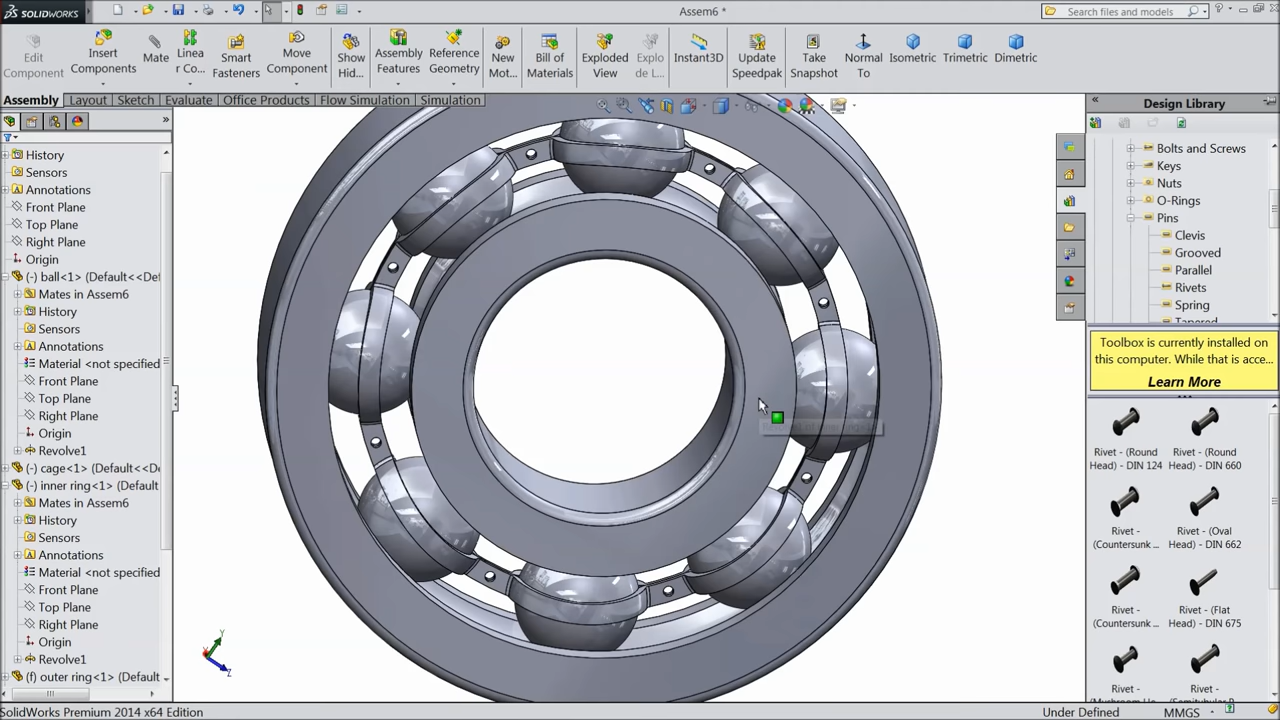 SOLIDWORKS
Assem6 *
Search files and models
Edit
Component
Insert
Components
Mate
Linea
r Co...
Smart
Fasteners
Move
Component
Show
Hid...
Assembly
Features
Reference
Geometry
New
Mot...
Bill of
Materials
Exploded
View
Explo
de L...
Instant3D
Update
Speedpak
Take
Snapshot
Normal
To
Isometric
Trimetric
Dimetric
Assembly
Layout
Sketch
Evaluate
Office Products
Flow Simulation
Simulation
History
Sensors
Annotations
Front Plane
Top Plane
Right Plane
Origin
(-) ball<1> (Default<<Def
Mates in Assem6
History
Sensors
Annotations
Material <not specified
Front Plane
Top Plane
Right Plane
Origin
Revolve1
(-) cage<1> (Default<<De
(-) inner ring<1> (Default
Mates in Assem6
History
Sensors
Annotations
Material <not specified
Front Plane
Top Plane
Right Plane
Origin
Revolve1
(f) outer ring<1> (Default
Y
Z
Design Library
Bolts and Screws
Keys
Nuts
O-Rings
Pins
Clevis
Grooved
Parallel
Rivets
Spring
Tapered
Toolbox is currently installed on
this computer. While that is acce...
Learn More
Rivet - (Round
Head) - DIN 124
Rivet - (Round
Head) - DIN 660
Rivet -
(Countersunk ...
Rivet - (Oval
Head) - DIN 662
Rivet -
(Countersunk ...
Rivet - (Flat
Head) - DIN 675
Rivet -
Rivet -
SolidWorks Premium 2014 x64 Edition
Under Defined
MMGS